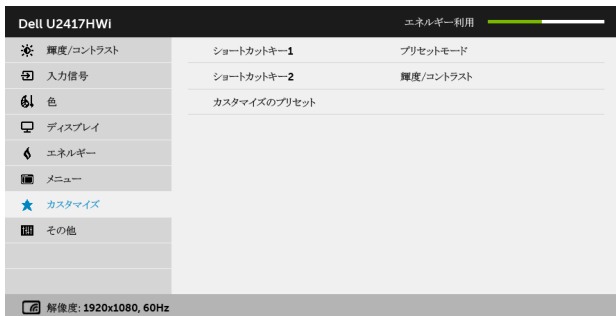 Dell U2417HWi エネルギー利用
輝度/コントラスト ショートカットキー1 プリセットモード
入力信号 ショートカットキー2 輝度/コントラスト
色 カスタマイズのプリセット
ディスプレイ
エネルギー
メニュー
カスタマイズ
その他
解像度: 1920x1080, 60Hz